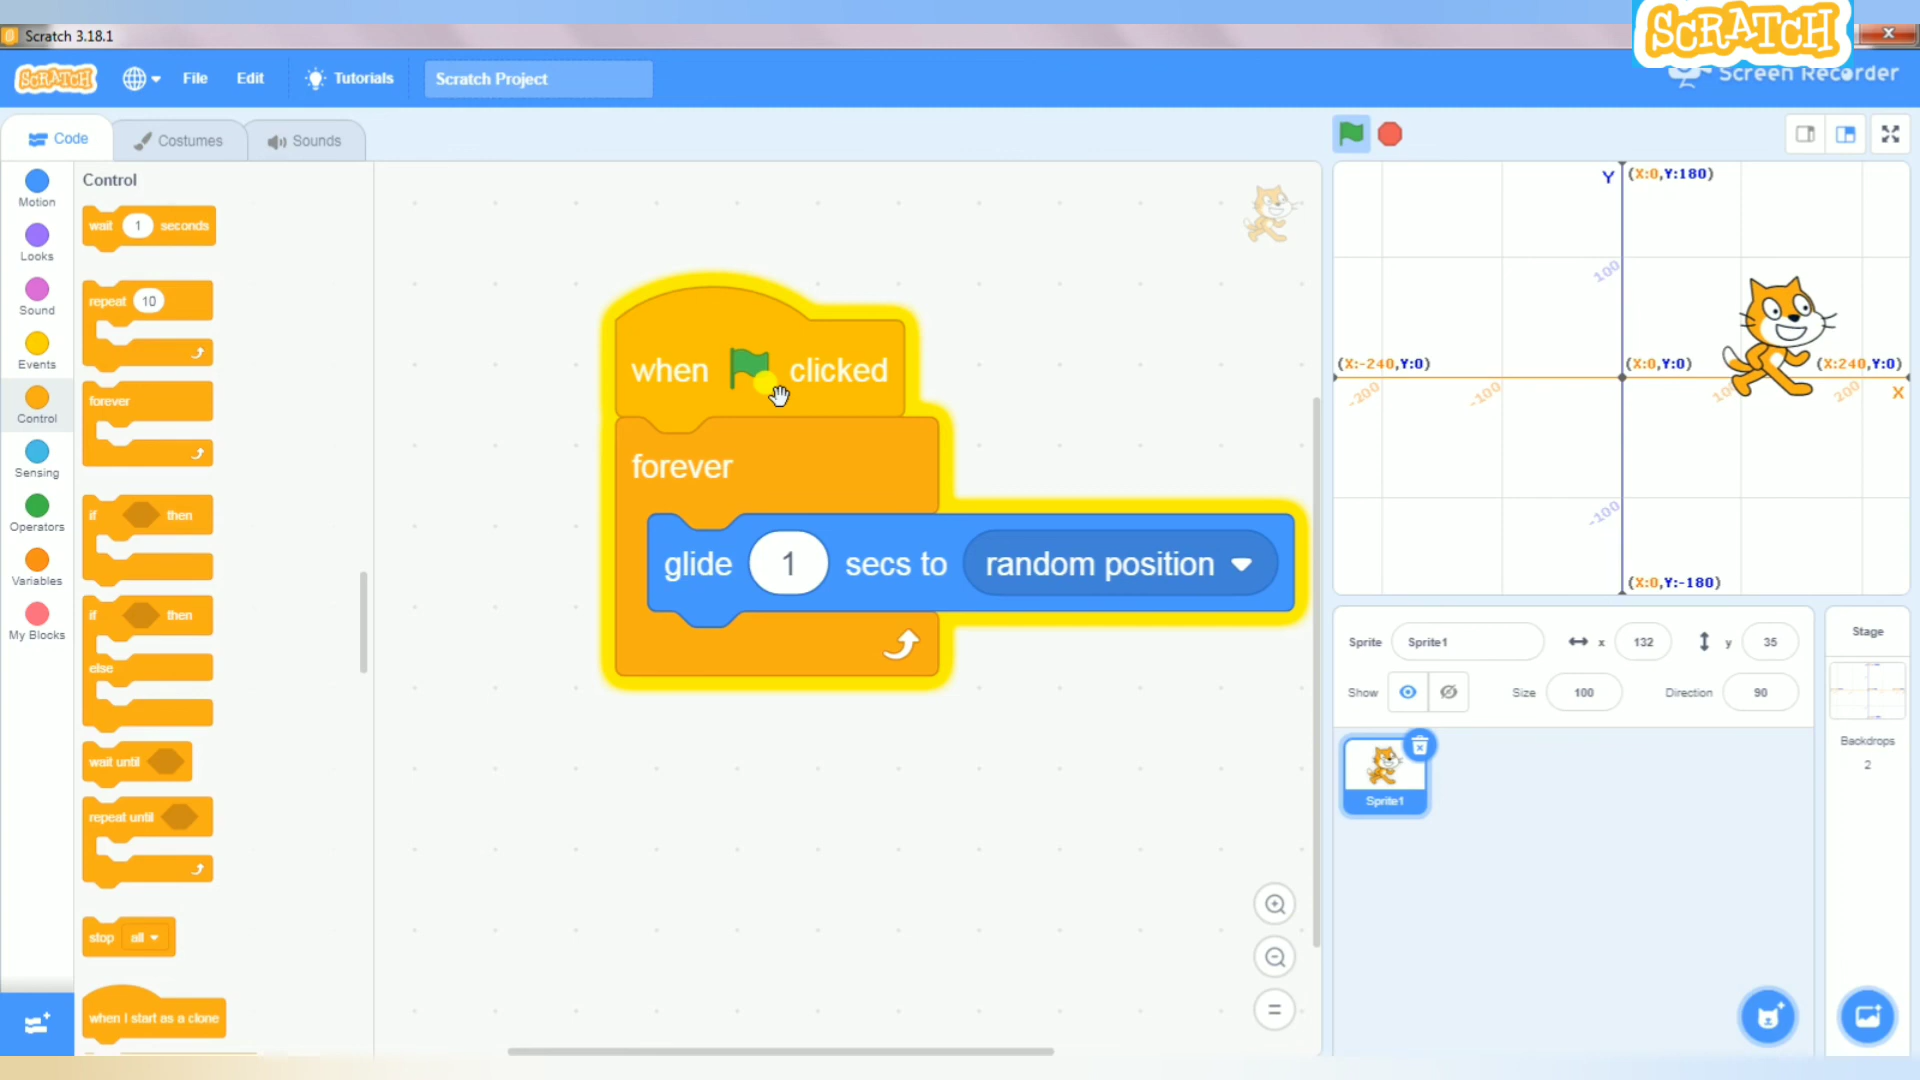 SCRATCH
Scratch 3.18.1
SCRATCH File Edit Tutorials Scratch Project
Screen Recorder
Code Costumes Sounds
Motion
Looks
Sound
Events
Control
Sensing
Operators
Variables
My Blocks
Control
wait 1 seconds
repeat 10
forever
if then
if then
else
wait until
repeat until
stop all
when I start as a clone
when clicked
forever
glide 1 secs to random position
Y (X:0,Y:180)
100
(X:-240,Y:0) (X:0,Y:0) (X:240,Y:0)
-200 -100 100 200 X
-100
(X:0,Y:-180)
Sprite Sprite1 x 132 y 35
Show Size 100 Direction 90
Sprite1
Stage
Backdrops
2